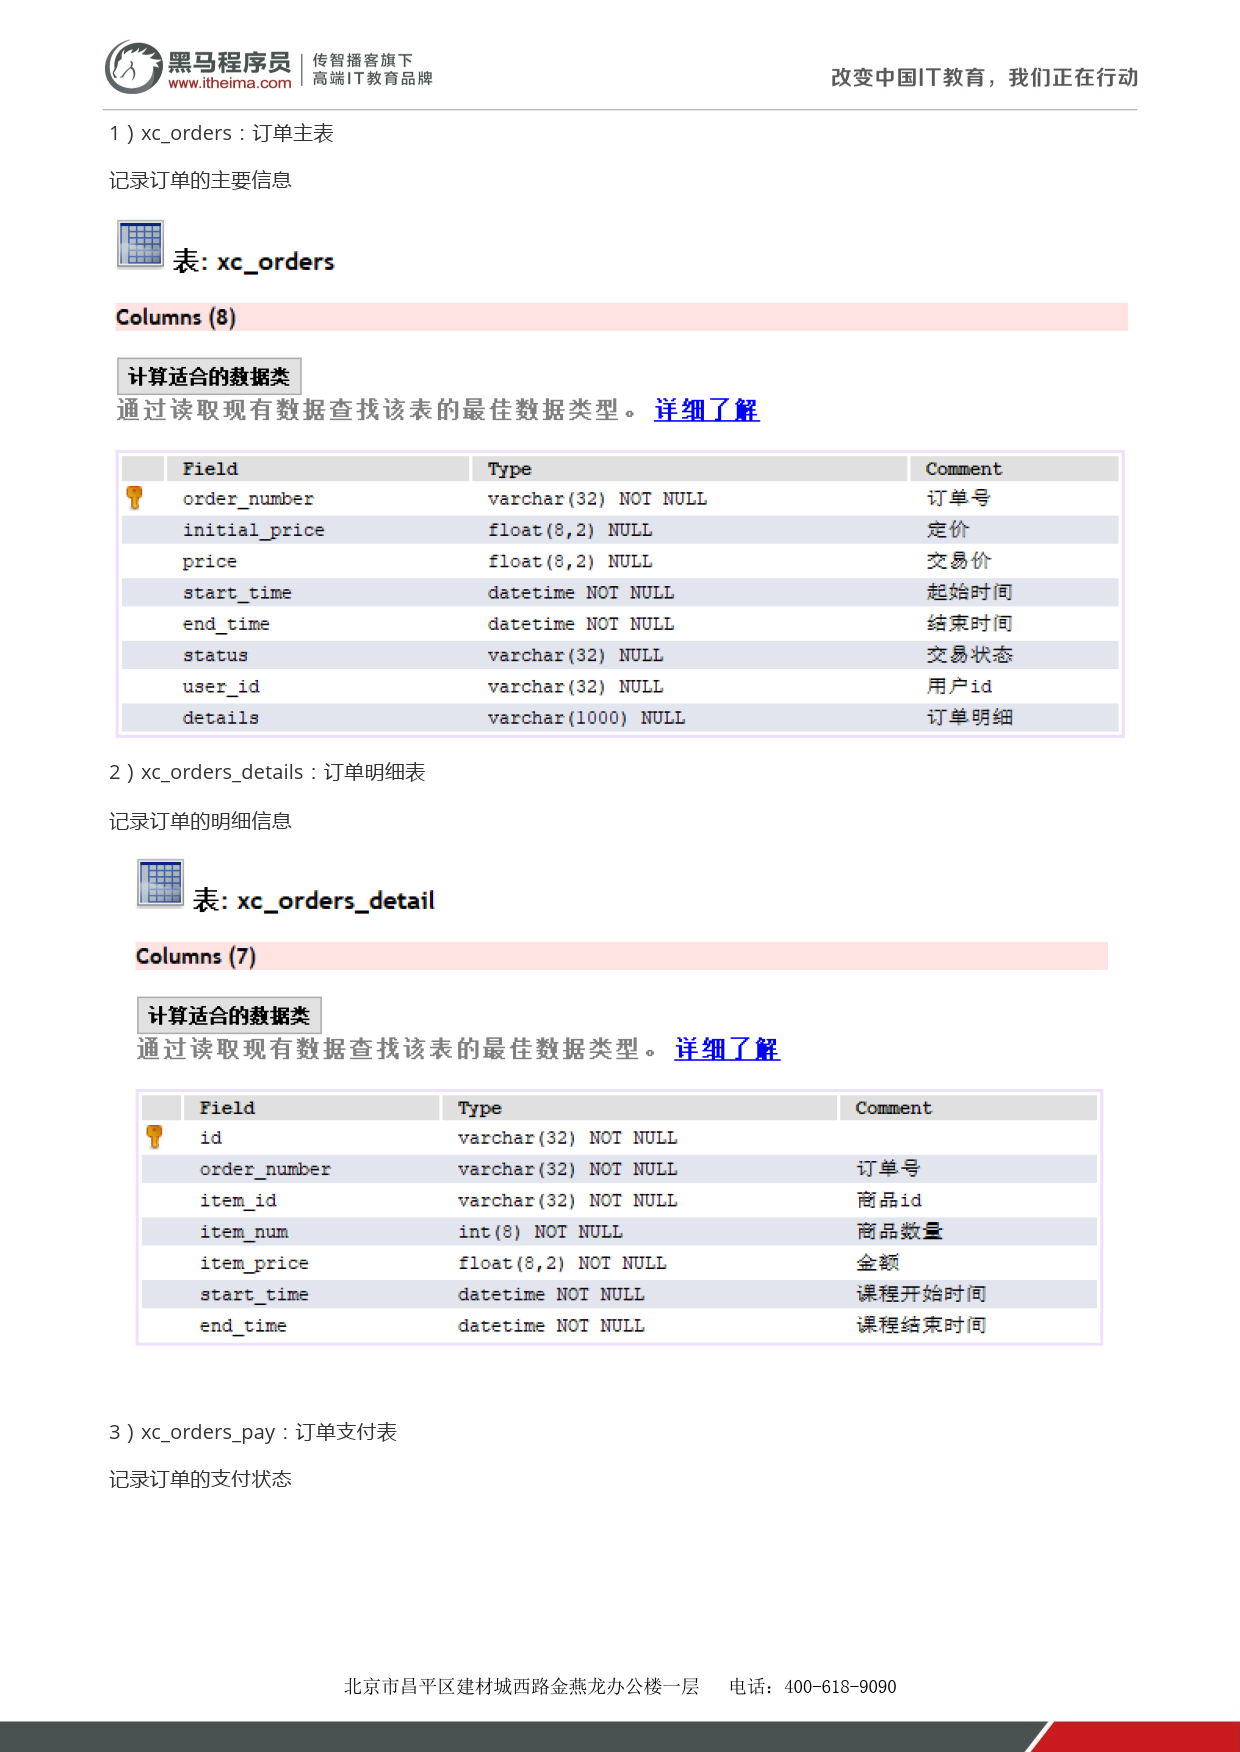 黑马程序员 传智播客旗下
www.itheima.com 高端IT教育品牌
改变中国IT教育，我们正在行动
1）xc_orders：订单主表
记录订单的主要信息
表: xc_orders
Columns (8)
计算适合的数据类
通过读取现有数据查找该表的最佳数据类型。 详细了解
Field Type Comment
order_number varchar(32) NOT NULL 订单号
initial_price float(8,2) NULL 定价
price float(8,2) NULL 交易价
start_time datetime NOT NULL 起始时间
end_time datetime NOT NULL 结束时间
status varchar(32) NULL 交易状态
user_id varchar(32) NULL 用户id
details varchar(1000) NULL 订单明细
2）xc_orders_details：订单明细表
记录订单的明细信息
表: xc_orders_detail
Columns (7)
计算适合的数据类
通过读取现有数据查找该表的最佳数据类型。 详细了解
Field Type Comment
id varchar(32) NOT NULL
order_number varchar(32) NOT NULL 订单号
item_id varchar(32) NOT NULL 商品id
item_num int(8) NOT NULL 商品数量
item_price float(8,2) NOT NULL 金额
start_time datetime NOT NULL 课程开始时间
end_time datetime NOT NULL 课程结束时间
3）xc_orders_pay：订单支付表
记录订单的支付状态
北京市昌平区建材城西路金燕龙办公楼一层 电话：400-618-9090